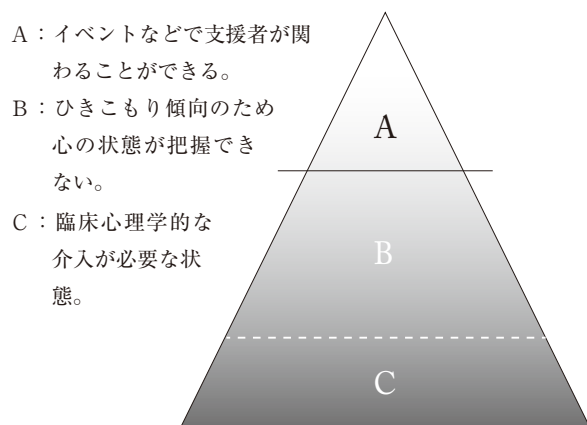 A：イベントなどで支援者が関
わることができる。
B：ひきこもり傾向のため
心の状態が把握でき
ない。
C：臨床心理学的な
介入が必要な状
態。
A
B
C